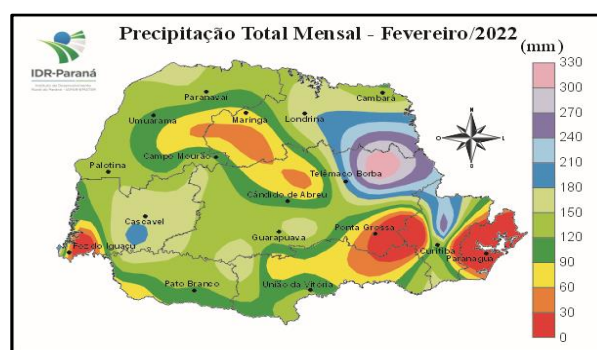 Precipitação Total Mensal - Fevereiro/2022
(mm)
IDR-Paraná
330
300
270
240
210
180
150
120
90
60
30
0
N
O
L
S
Paranavaí
Cambará
Umuarama
Maringa
Londrina
Campo Mourão
Palotina
Telêmaco Borba
Cândido de Abreu
Cascavel
Guarapuava
Ponta Grossa
Foz do Iguaçu
Curitiba
Paranaguá
Pato Branco
União da Vitória